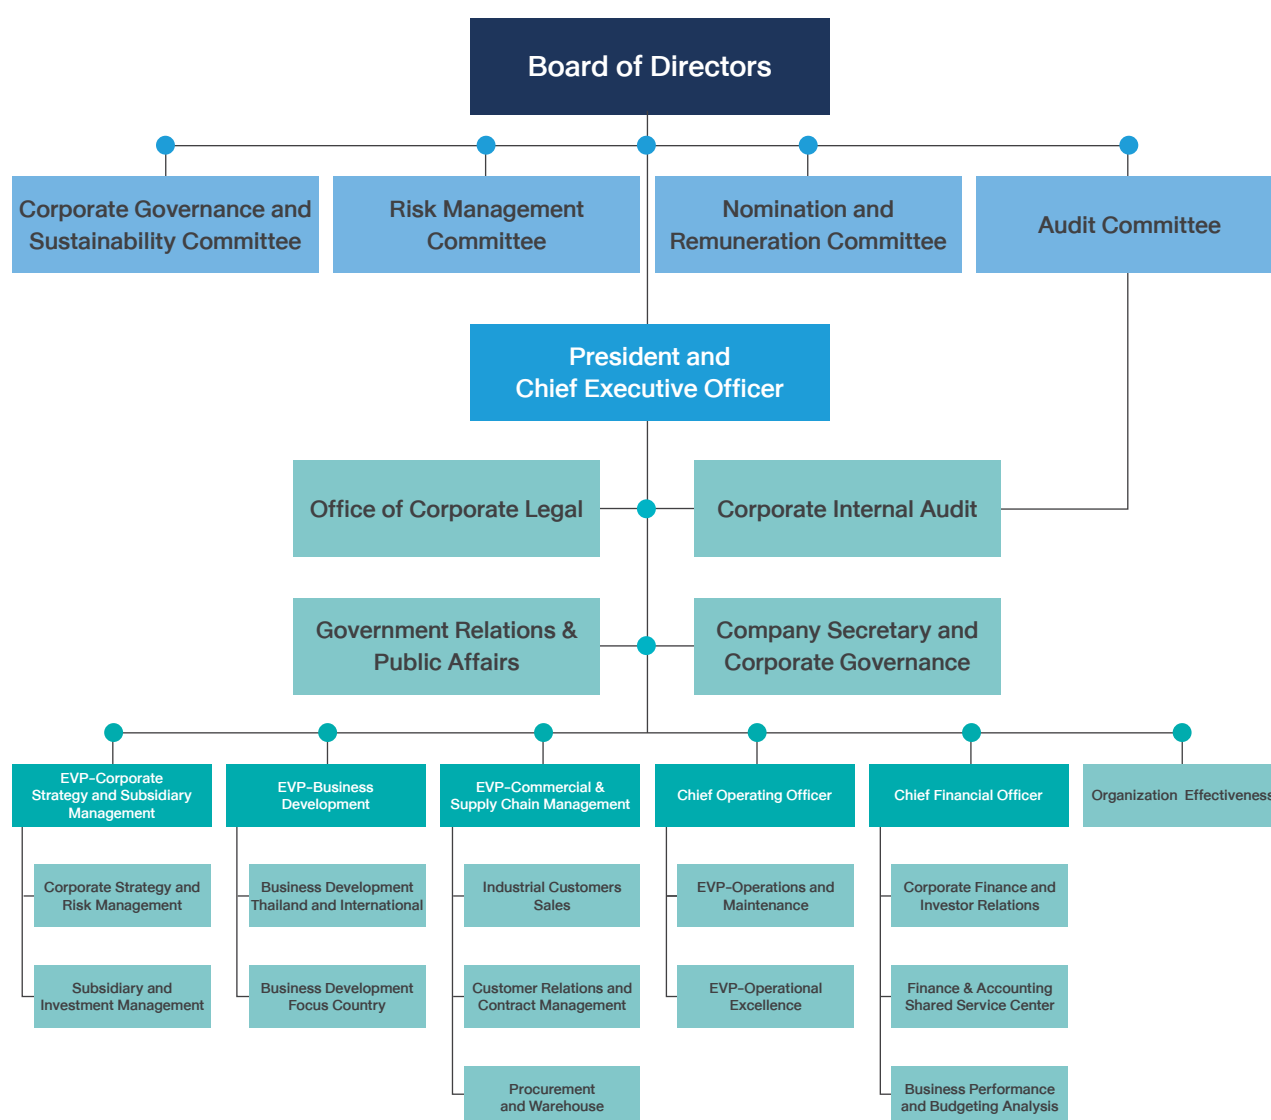 Board of Directors
Corporate Governance and
Sustainability Committee
Risk Management
Committee
Nomination and
Remuneration Committee
Audit Committee
President and
Chief Executive Officer
Office of Corporate Legal
Corporate Internal Audit
Government Relations &
Public Affairs
Company Secretary and
Corporate Governance
EVP-Corporate
Strategy and Subsidiary
Management
EVP-Business
Development
EVP-Commercial &
Supply Chain Management
Chief Operating Officer
Chief Financial Officer
Organization Effectiveness
Corporate Strategy and
Risk Management
Business Development
Thailand and International
Industrial Customers
Sales
EVP-Operations and
Maintenance
Corporate Finance and
Investor Relations
Subsidiary and
Investment Management
Business Development
Focus Country
Customer Relations and
Contract Management
EVP-Operational
Excellence
Finance & Accounting
Shared Service Center
Procurement
and Warehouse
Business Performance
and Budgeting Analysis